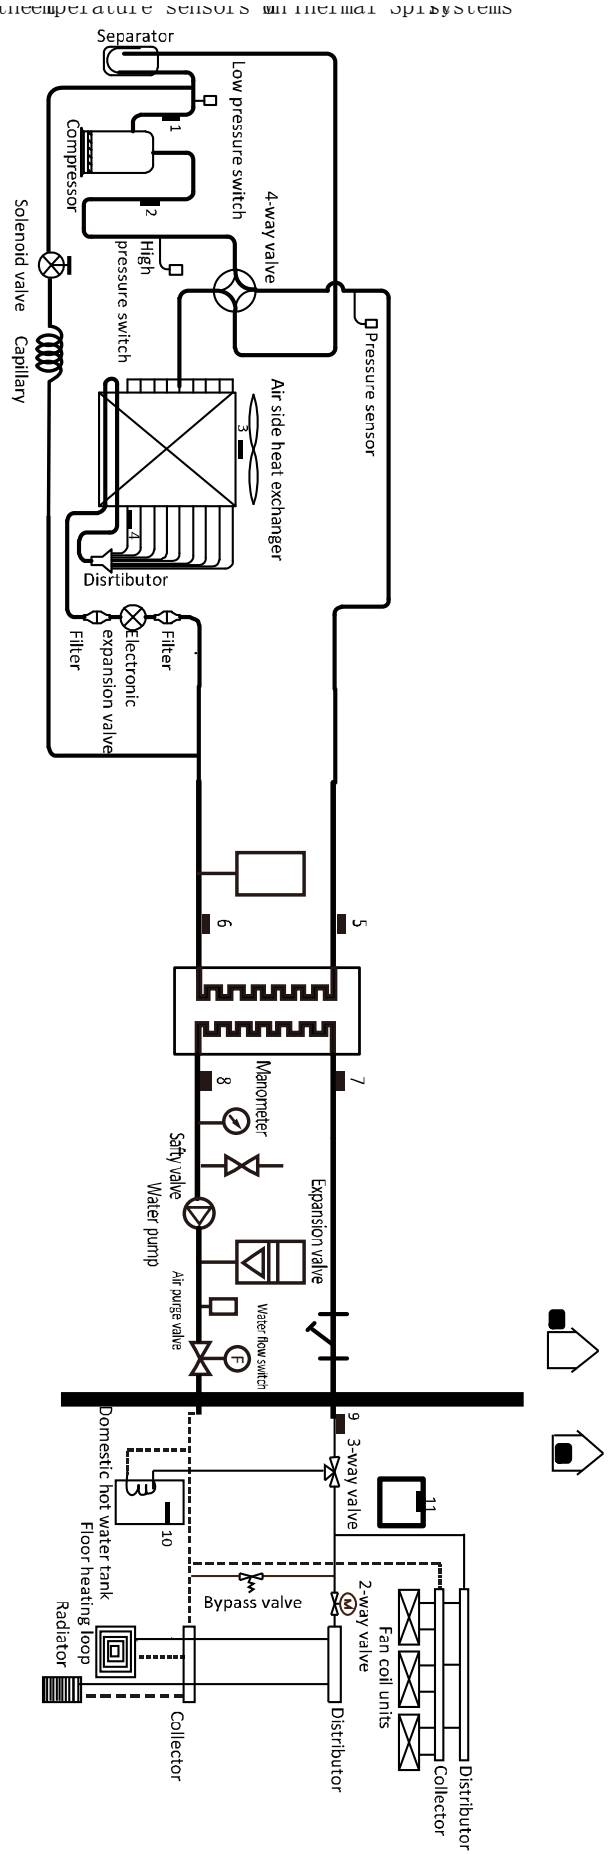 Separator
Low pressure switch
1
Compressor
2
4-way valve
High
pressure switch
Solenoid valve
Capillary
Pressure sensor
Air side heat exchanger
3
4
Disrtibutor
Filter
Electronic
expansion valve
Filter
5
6
7
8
Manometer
Safty valve
Water pump
Expansion valve
Air purge valve
Water flow switch
F
9
3-way valve
Domestic hot water tank
10
11
Floor heating loop
Radiator
Bypass valve
2-way valve
M
Fan coil units
Collector
Distributor
Collector
Distributor